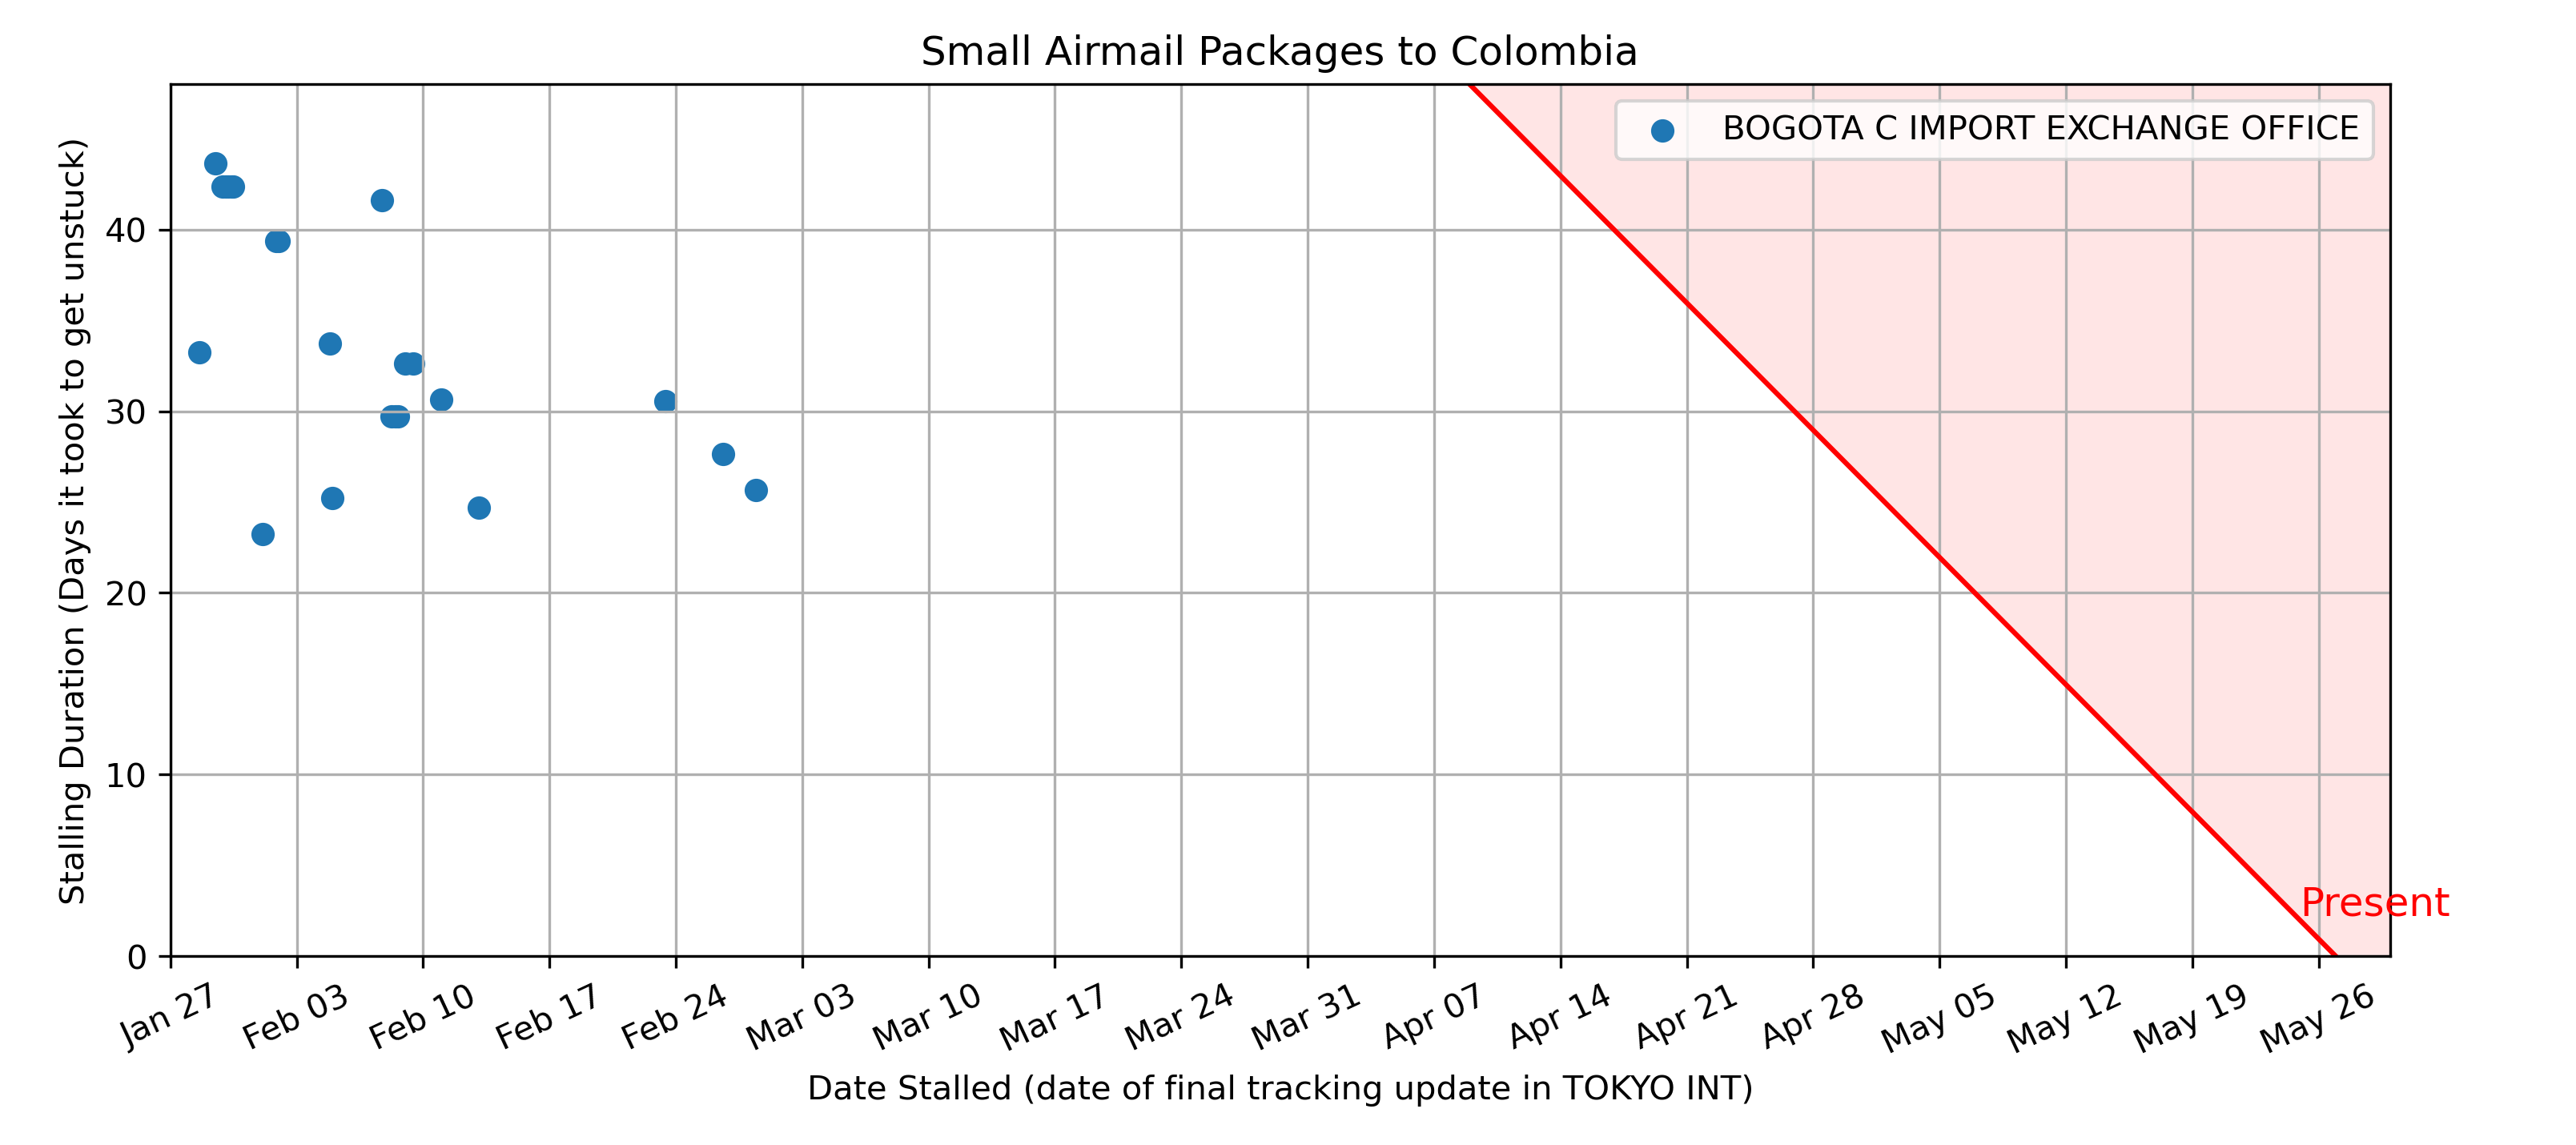 Small Airmail Packages to Colombia
BOGOTA C IMPORT EXCHANGE OFFICE
Stalling Duration (Days it took to get unstuck)
40
30
20
10
0
Present
Jan 27
Feb 03
Feb 10
Feb 17
Feb 24
Mar 03
Mar 10
Mar 17
Mar 24
Mar 31
Apr 07
Apr 14
Apr 21
Apr 28
May 05
May 12
May 19
May 26
Date Stalled (date of final tracking update in TOKYO INT)